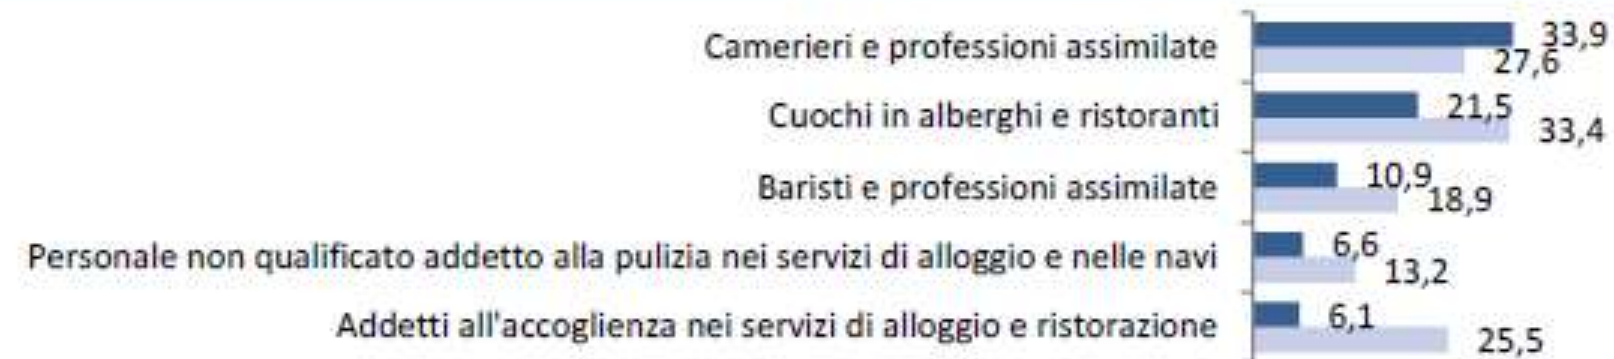 Camerieri e professioni assimilate 33,9
27,6
Cuochi in alberghi e ristoranti 21,5
33,4
Baristi e professioni assimilate 10,9
18,9
Personale non qualificato addetto alla pulizia nei servizi di alloggio e nelle navi 6,6
13,2
Addetti all'accoglienza nei servizi di alloggio e ristorazione 6,1
25,5